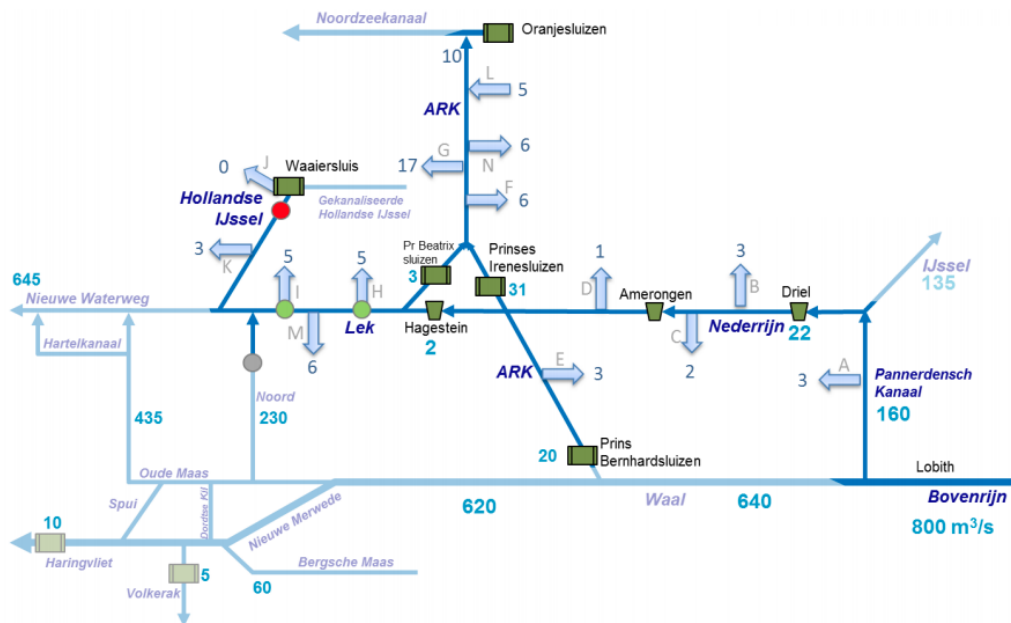 Noordzeekanaal
Oranjesluizen
10
L
5
ARK
6
G
N
17
F
6
0
J
Waaiersluis
Hollandse
IJssel
Gekanaliseerde
Hollandse IJssel
3
K
5
I
5
H
Pr Beatrix
sluizen
3
Prinses
Irenesluizen
31
1
D
Amerongen
3
B
Driel
IJssel
135
645
Nieuwe Waterweg
M
6
Lek
Hagestein
2
Nederrijn
22
C
2
Hartelkanaal
ARK
E
3
3
A
Pannerdensch
Kanaal
160
Noord
435
230
20
Prins
Bernhardsluizen
Lobith
Oude Maas
620
Waal
640
Bovenrijn
Spui
Dordtse Kil
Nieuwe Merwede
800 m³/s
10
Haringvliet
5
Volkerak
60
Bergsche Maas